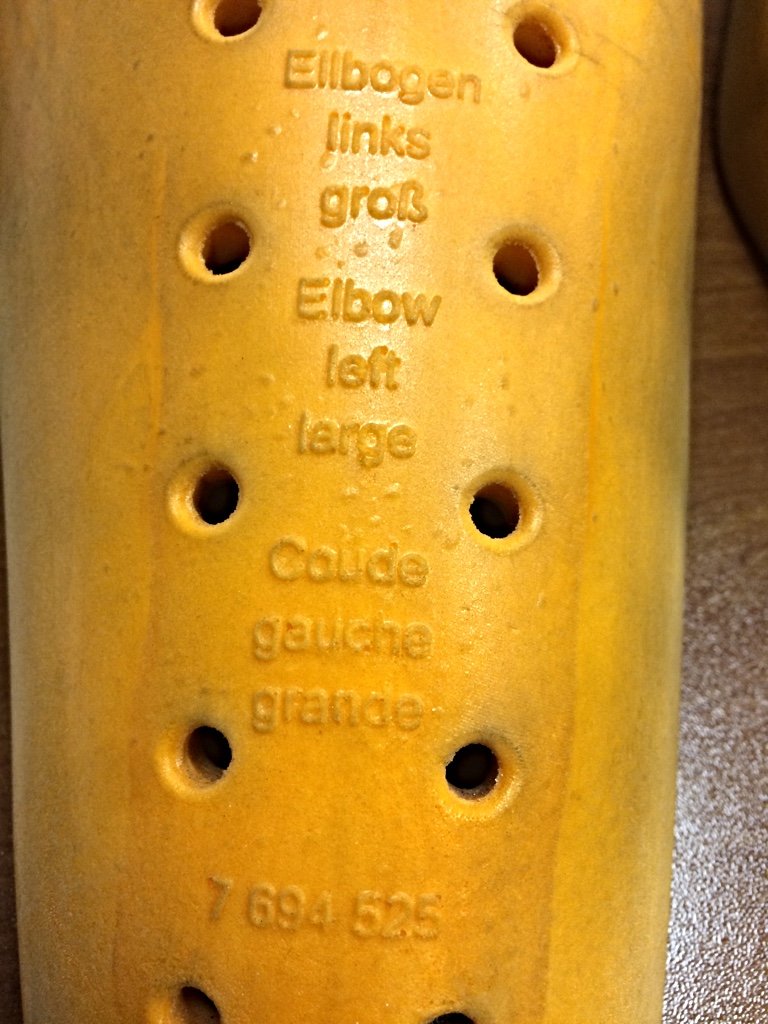 Ellbogen
links
groß
Elbow
left
large
Coude
gauche
grande
7 694 525